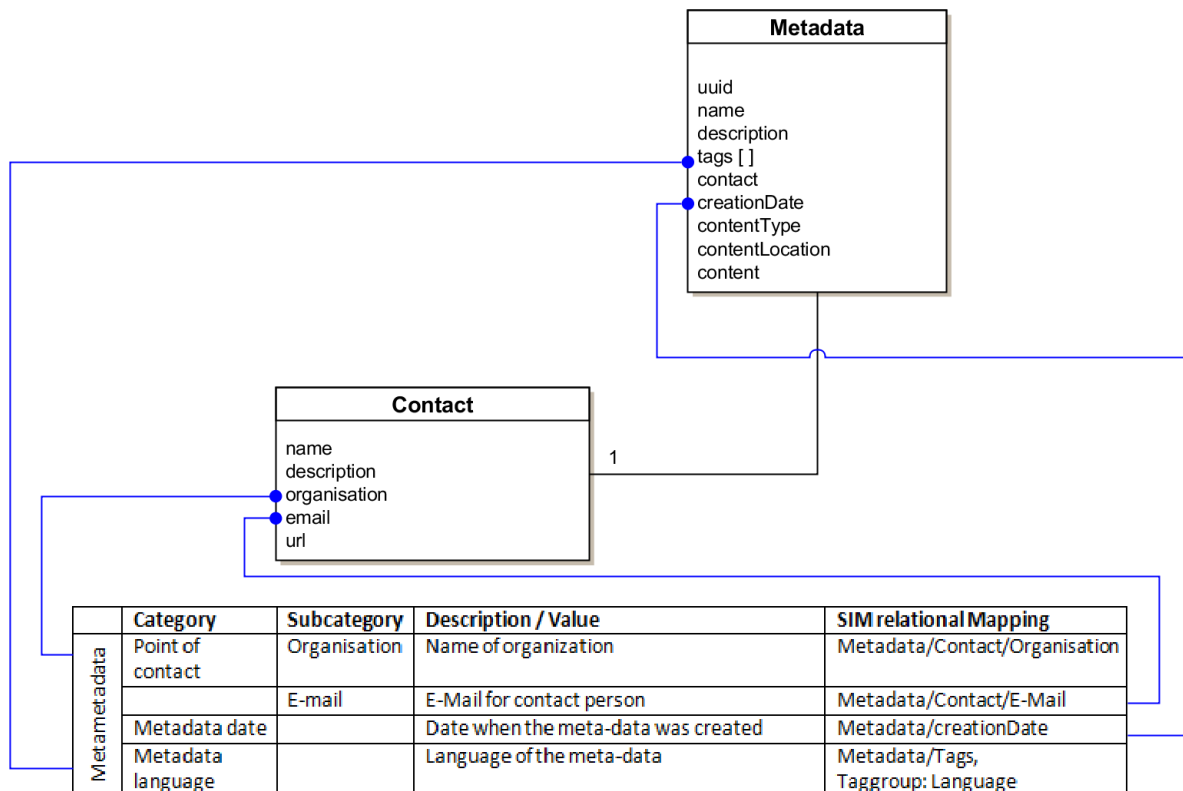 Metadata
uuid
name
description
tags [ ]
contact
creationDate
contentType
contentLocation
content
Contact
name
description
organisation
email
url
1
Category Subcategory Description / Value SIM relational Mapping
Metametadata
Point of contact Organisation Name of organization Metadata/Contact/Organisation
E-mail E-Mail for contact person Metadata/Contact/E-Mail
Metadata date Date when the meta-data was created Metadata/creationDate
Metadata language Language of the meta-data Metadata/Tags, Taggroup: Language